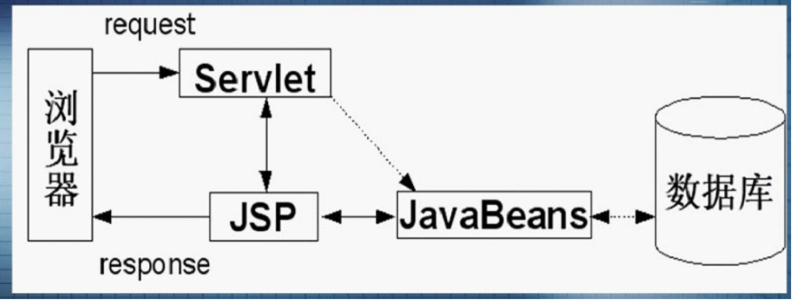 request
Servlet
浏览器
JSP
JavaBeans
数据库
response